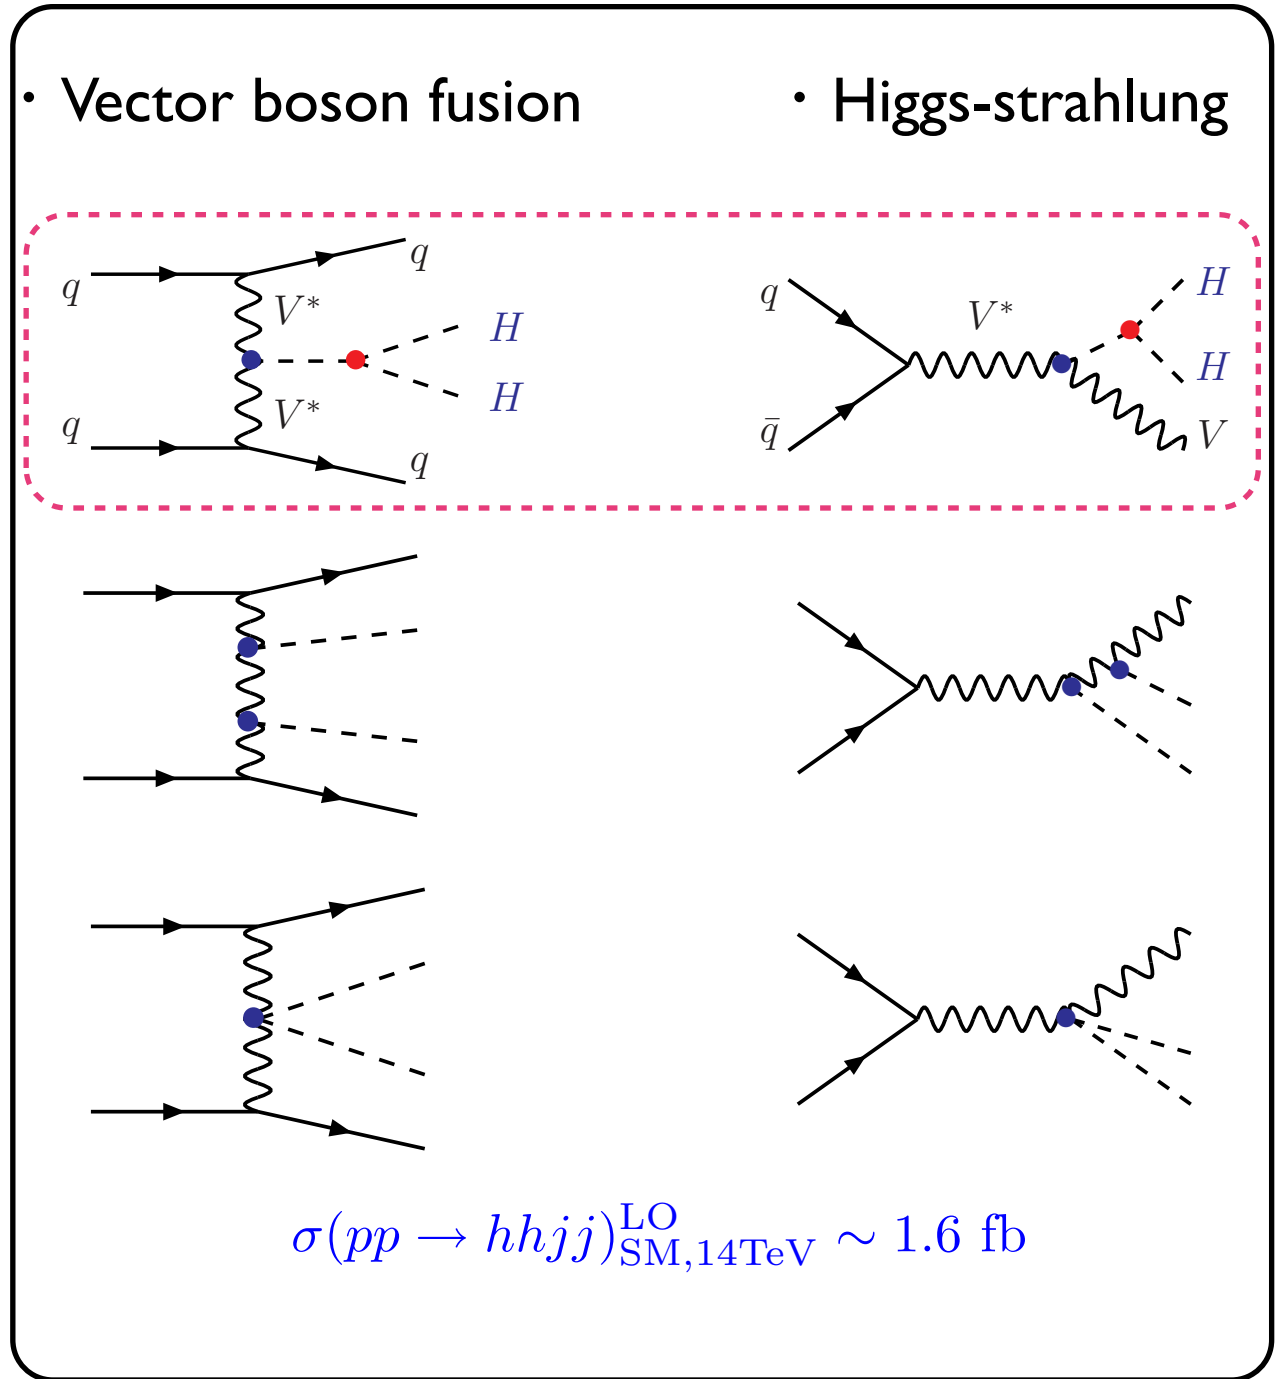 • Vector boson fusion
• Higgs-strahlung
q
q
V*
H
H
V*
q
q
q
V*
H
H
q̄
V
σ(pp → hhjj)^LO_SM,14TeV ∼ 1.6 fb